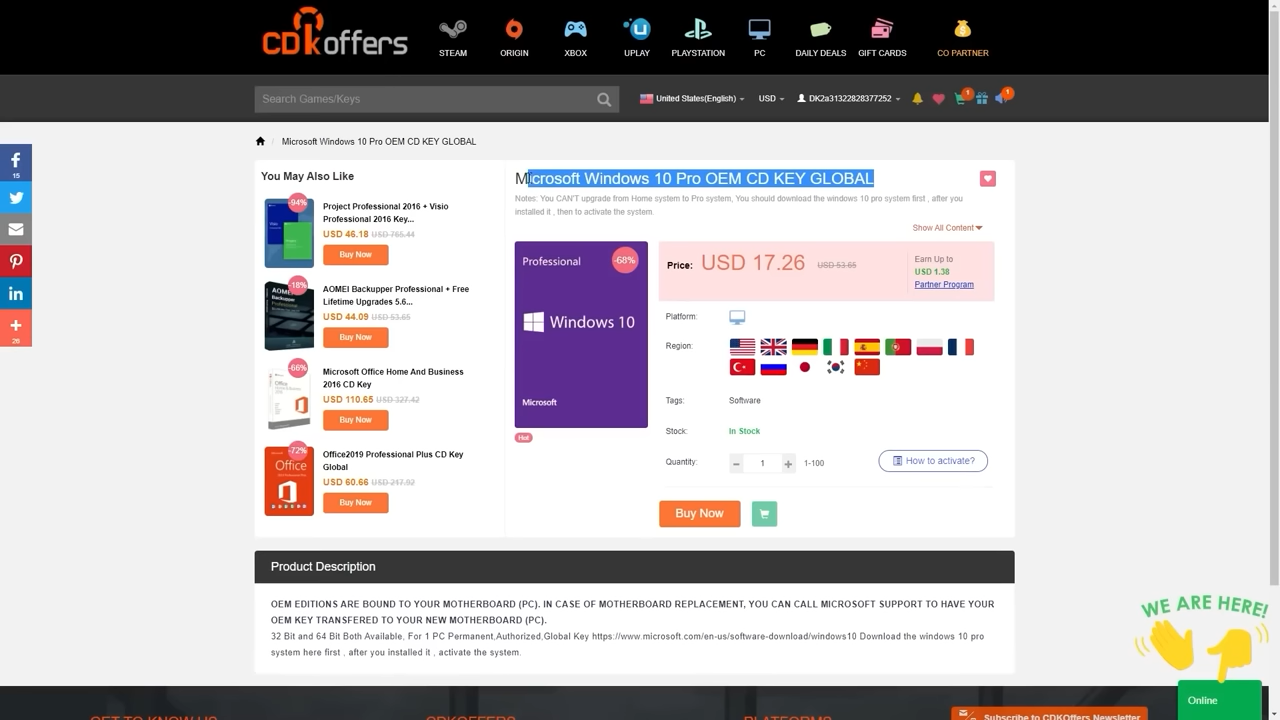 CDKoffers
STEAM
ORIGIN
XBOX
UPLAY
PLAYSTATION
PC
DAILY DEALS
GIFT CARDS
CO PARTNER
Search Games/Keys
United States(English)
USD
DK2a31322828377252
1
1
Microsoft Windows 10 Pro OEM CD KEY GLOBAL
15
20
You May Also Like
-94%
Project Professional 2016 + Visio
Professional 2016 Key...
USD 46.18 USD 765.44
Buy Now
-18%
AOMEI Backupper Professional + Free
Lifetime Upgrades 5.6...
USD 44.09 USD 53.65
Buy Now
-66%
Microsoft Office Home And Business
2016 CD Key
USD 110.65 USD 327.42
Buy Now
-72%
Office2019 Professional Plus CD Key
Global
USD 60.66 USD 217.92
Buy Now
Microsoft Windows 10 Pro OEM CD KEY GLOBAL
Notes: You CAN'T upgrade from Home system to Pro system, You should download the windows 10 pro system first , after you
installed it , then to activate the system.
Show All Content
Professional
-68%
Windows 10
Microsoft
Hot
Price: USD 17.26 USD 53.65
Earn Up to
USD 1.38
Partner Program
Platform:
Region:
Tags: Software
Stock: In Stock
Quantity: 1 1-100
How to activate?
Buy Now
Product Description
OEM EDITIONS ARE BOUND TO YOUR MOTHERBOARD (PC). IN CASE OF MOTHERBOARD REPLACEMENT, YOU CAN CALL MICROSOFT SUPPORT TO HAVE YOUR
OEM KEY TRANSFERED TO YOUR NEW MOTHERBOARD (PC).
32 Bit and 64 Bit Both Available, For 1 PC Permanent,Authorized,Global Key https://www.microsoft.com/en-us/software-download/windows10 Download the windows 10 pro
system here first , after you installed it , activate the system.
WE ARE HERE!
Online
GET TO KNOW US
CDKOFFERS
PLATFORMS
Subscribe to CDKOffers Newsletter